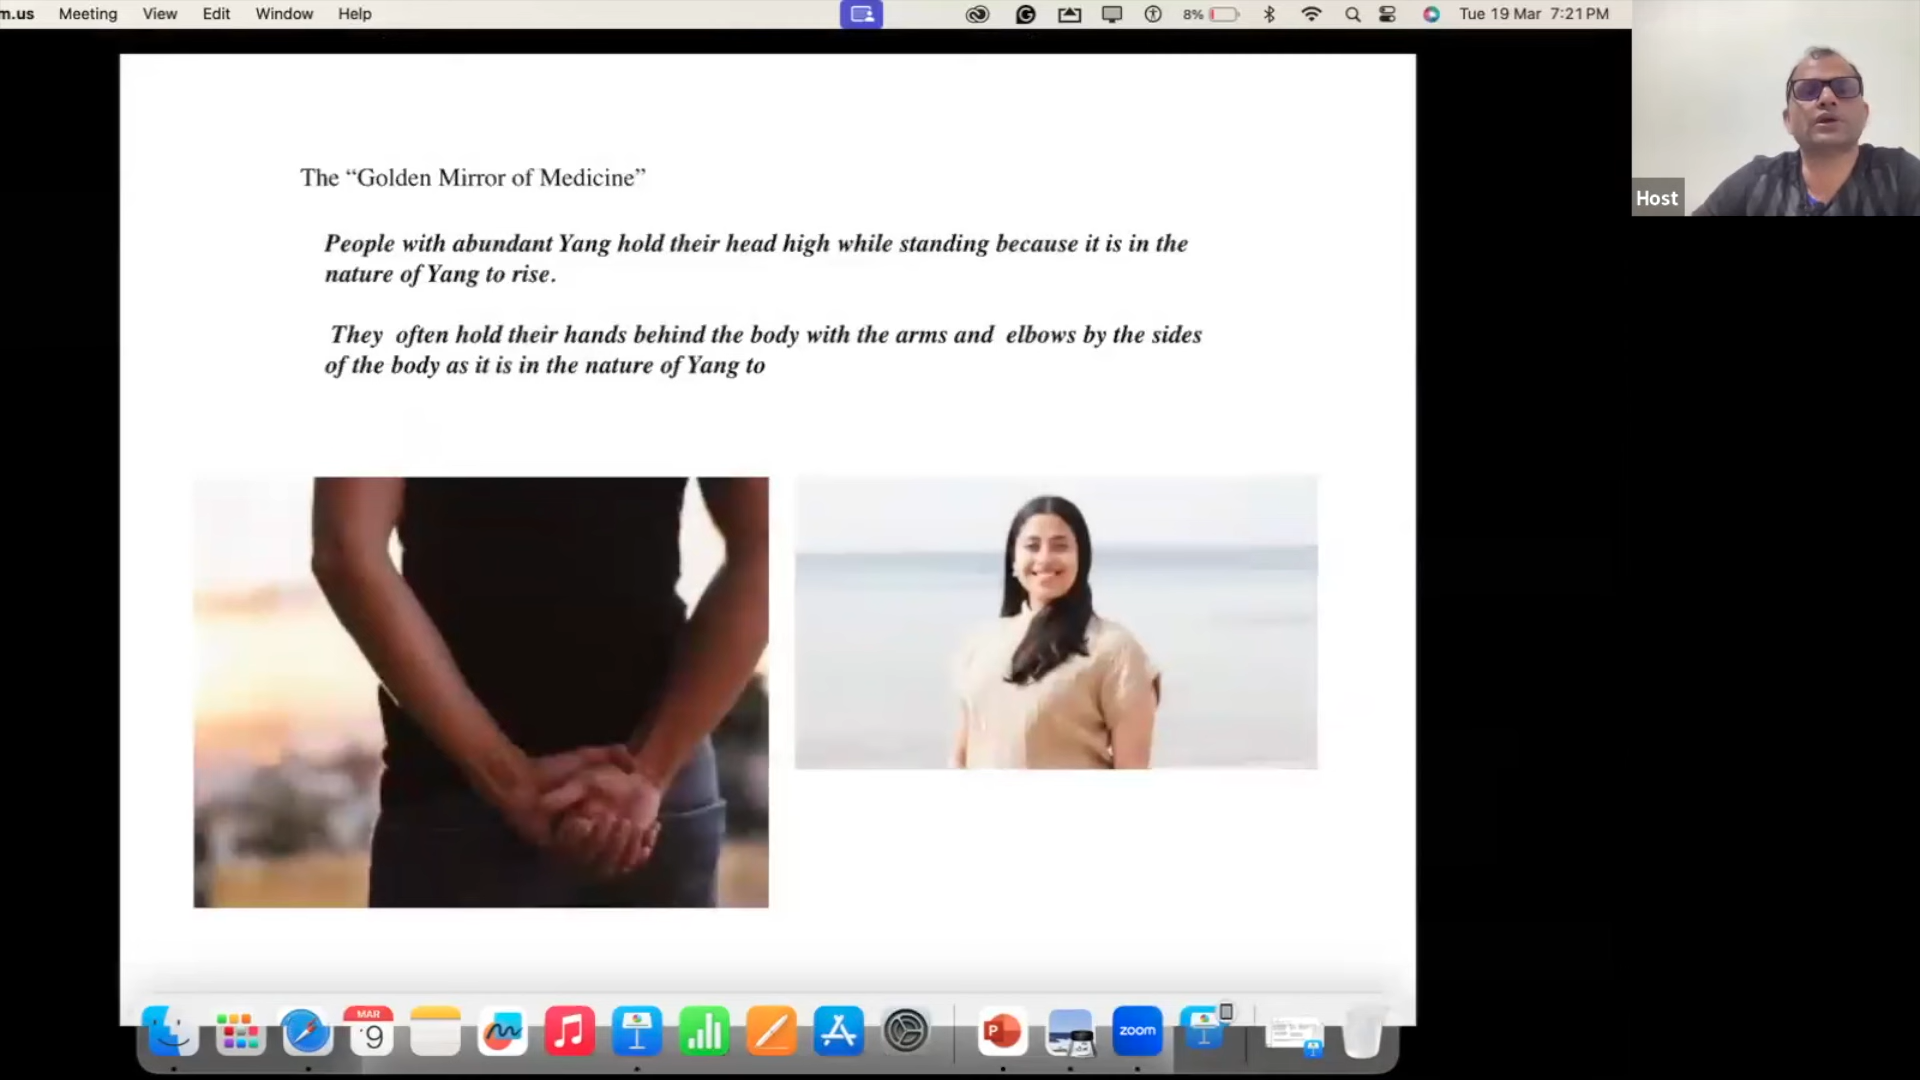 m.us Meeting View Edit Window Help 8% Tue 19 Mar 7:21 PM
Host
The “Golden Mirror of Medicine”
People with abundant Yang hold their head high while standing because it is in the
nature of Yang to rise.
They often hold their hands behind the body with the arms and elbows by the sides
of the body as it is in the nature of Yang to
MAR
9
P
zoom